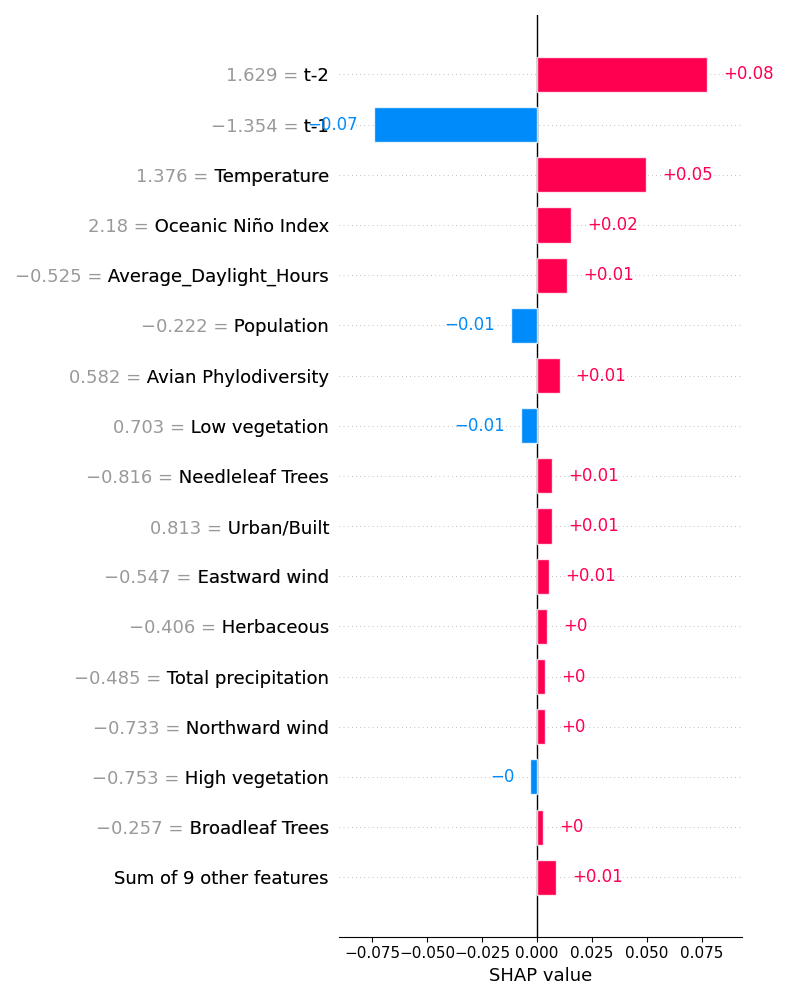 1.629 = t-2 +0.08
−1.354 = t-1 −0.07
1.376 = Temperature +0.05
2.18 = Oceanic Niño Index +0.02
−0.525 = Average_Daylight_Hours +0.01
−0.222 = Population −0.01
0.582 = Avian Phylodiversity +0.01
0.703 = Low vegetation −0.01
−0.816 = Needleleaf Trees +0.01
0.813 = Urban/Built +0.01
−0.547 = Eastward wind +0.01
−0.406 = Herbaceous +0
−0.485 = Total precipitation +0
−0.733 = Northward wind +0
−0.753 = High vegetation −0
−0.257 = Broadleaf Trees +0
Sum of 9 other features +0.01
−0.075 −0.050 −0.025 0.000 0.025 0.050 0.075
SHAP value